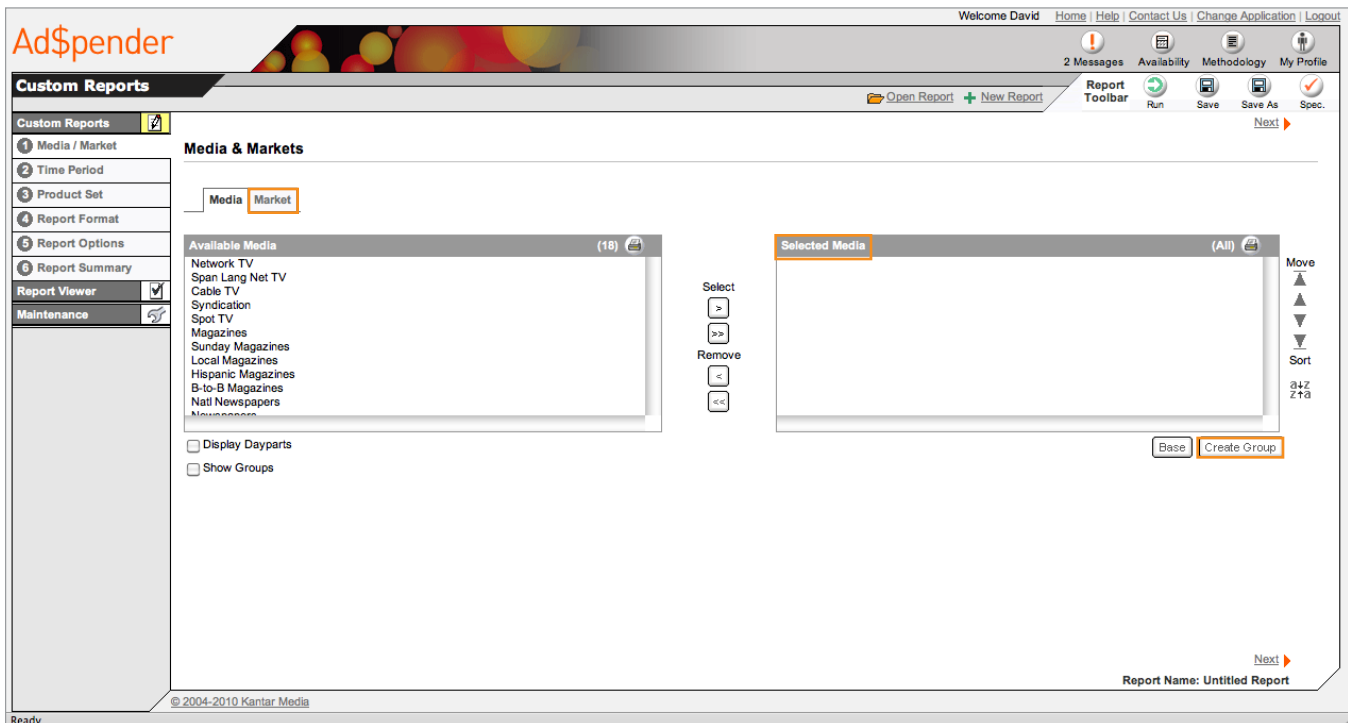 Welcome David Home | Help | Contact Us | Change Application | Logout
Ad$pender
2 Messages Availability Methodology My Profile
Custom Reports
Open Report New Report
Report Toolbar Run Save Save As Spec.
Custom Reports
Next
1 Media / Market
Media & Markets
2 Time Period
3 Product Set
Media Market
4 Report Format
5 Report Options
Available Media (18)
Selected Media (All)
6 Report Summary
Report Viewer
Maintenance
Network TV
Span Lang Net TV
Cable TV
Syndication
Spot TV
Magazines
Sunday Magazines
Local Magazines
Hispanic Magazines
B-to-B Magazines
Natl Newspapers
Newspapers
Select
>
>>
Remove
<
<<
Move
Sort
a z
z a
Display Dayparts
Base Create Group
Show Groups
Next
Report Name: Untitled Report
© 2004-2010 Kantar Media
Ready